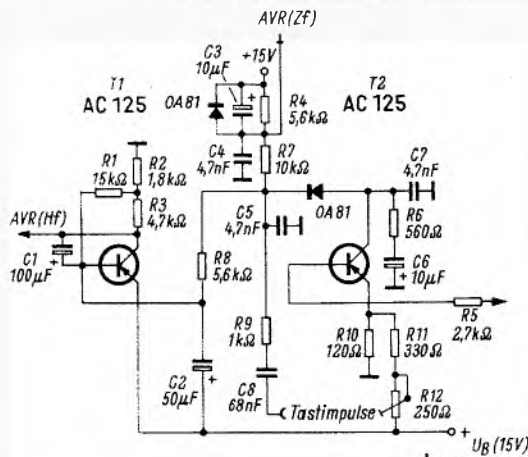 AVR(Zf)
C3
10μF
+
+15V
T1
AC 125
OA81
R4
5,6kΩ
T2
AC 125
C4
4,7nF
R7
10kΩ
C7
4,7nF
R1
15kΩ
R2
1,8kΩ
R3
4,7kΩ
OA81
R6
560Ω
AVR(Hf)
C5
4,7nF
C1
100μF
+
R8
5,6kΩ
C6
10μF
+
R5
2,7kΩ
R9
1kΩ
R10
120Ω
R11
330Ω
C2
50μF
+
C8
68nF
Tastimpulse
R12
250Ω
+
UB (15V)